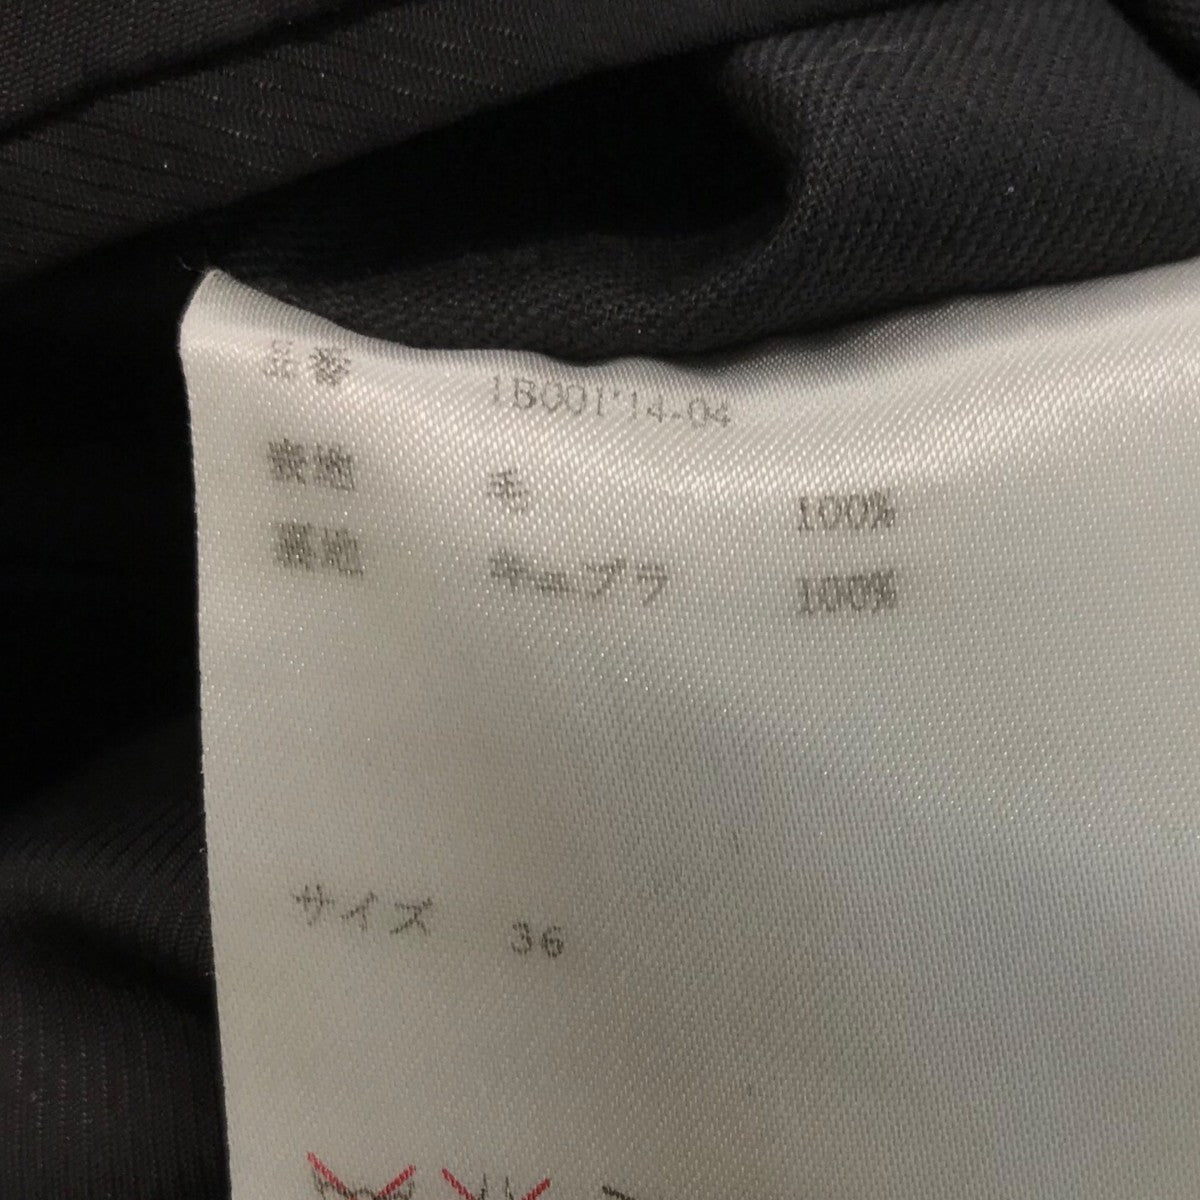 品番 1B001'14-04
表地 毛 100%
裏地 キュプラ 100%
サイズ 36